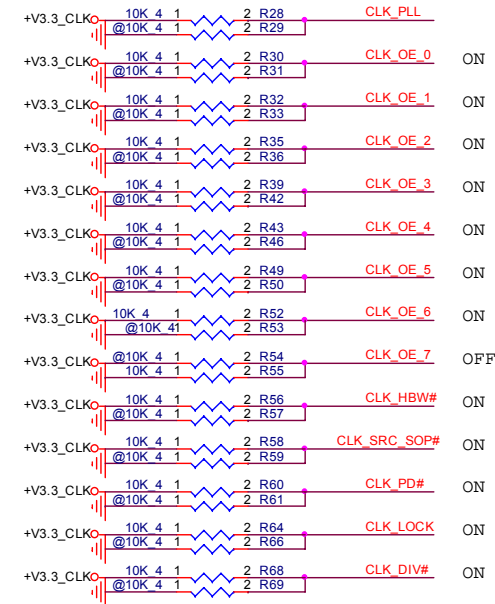 10K_4 1 2 R28 CLK_PLL
+V3.3_CLK
@10K_4 1 2 R29
10K_4 1 2 R30 CLK_OE_0 ON
+V3.3_CLK
@10K_4 1 2 R31
10K_4 1 2 R32 CLK_OE_1 ON
+V3.3_CLK
@10K_4 1 2 R33
10K_4 1 2 R35 CLK_OE_2 ON
+V3.3_CLK
@10K_4 1 2 R36
10K_4 1 2 R39 CLK_OE_3 ON
+V3.3_CLK
@10K_4 1 2 R42
10K_4 1 2 R43 CLK_OE_4 ON
+V3.3_CLK
@10K_4 1 2 R46
10K_4 1 2 R49 CLK_OE_5 ON
+V3.3_CLK
@10K_4 1 2 R50
10K_4 1 2 R52 CLK_OE_6 ON
+V3.3_CLK
@10K_41 2 R53
@10K_4 1 2 R54 CLK_OE_7 OFF
+V3.3_CLK
10K_4 1 2 R55
10K_4 1 2 R56 CLK_HBW# ON
+V3.3_CLK
@10K_4 1 2 R57
10K_4 1 2 R58 CLK_SRC_SOP# ON
+V3.3_CLK
@10K_4 1 2 R59
10K_4 1 2 R60 CLK_PD# ON
+V3.3_CLK
@10K_4 1 2 R61
10K_4 1 2 R64 CLK_LOCK ON
+V3.3_CLK
@10K_4 1 2 R66
10K_4 1 2 R68 CLK_DIV# ON
+V3.3_CLK
@10K_4 1 2 R69